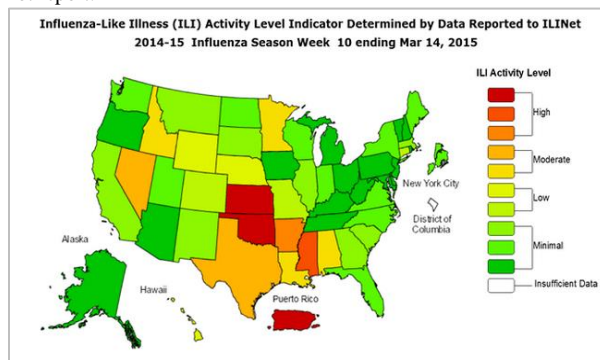 Influenza-Like Illness (ILI) Activity Level Indicator Determined by Data Reported to ILINet
2014-15 Influenza Season Week 10 ending Mar 14, 2015
ILI Activity Level
High
Moderate
Low
New York City
District of
Columbia
Minimal
Alaska
Hawaii
Insufficient Data
Puerto Rico